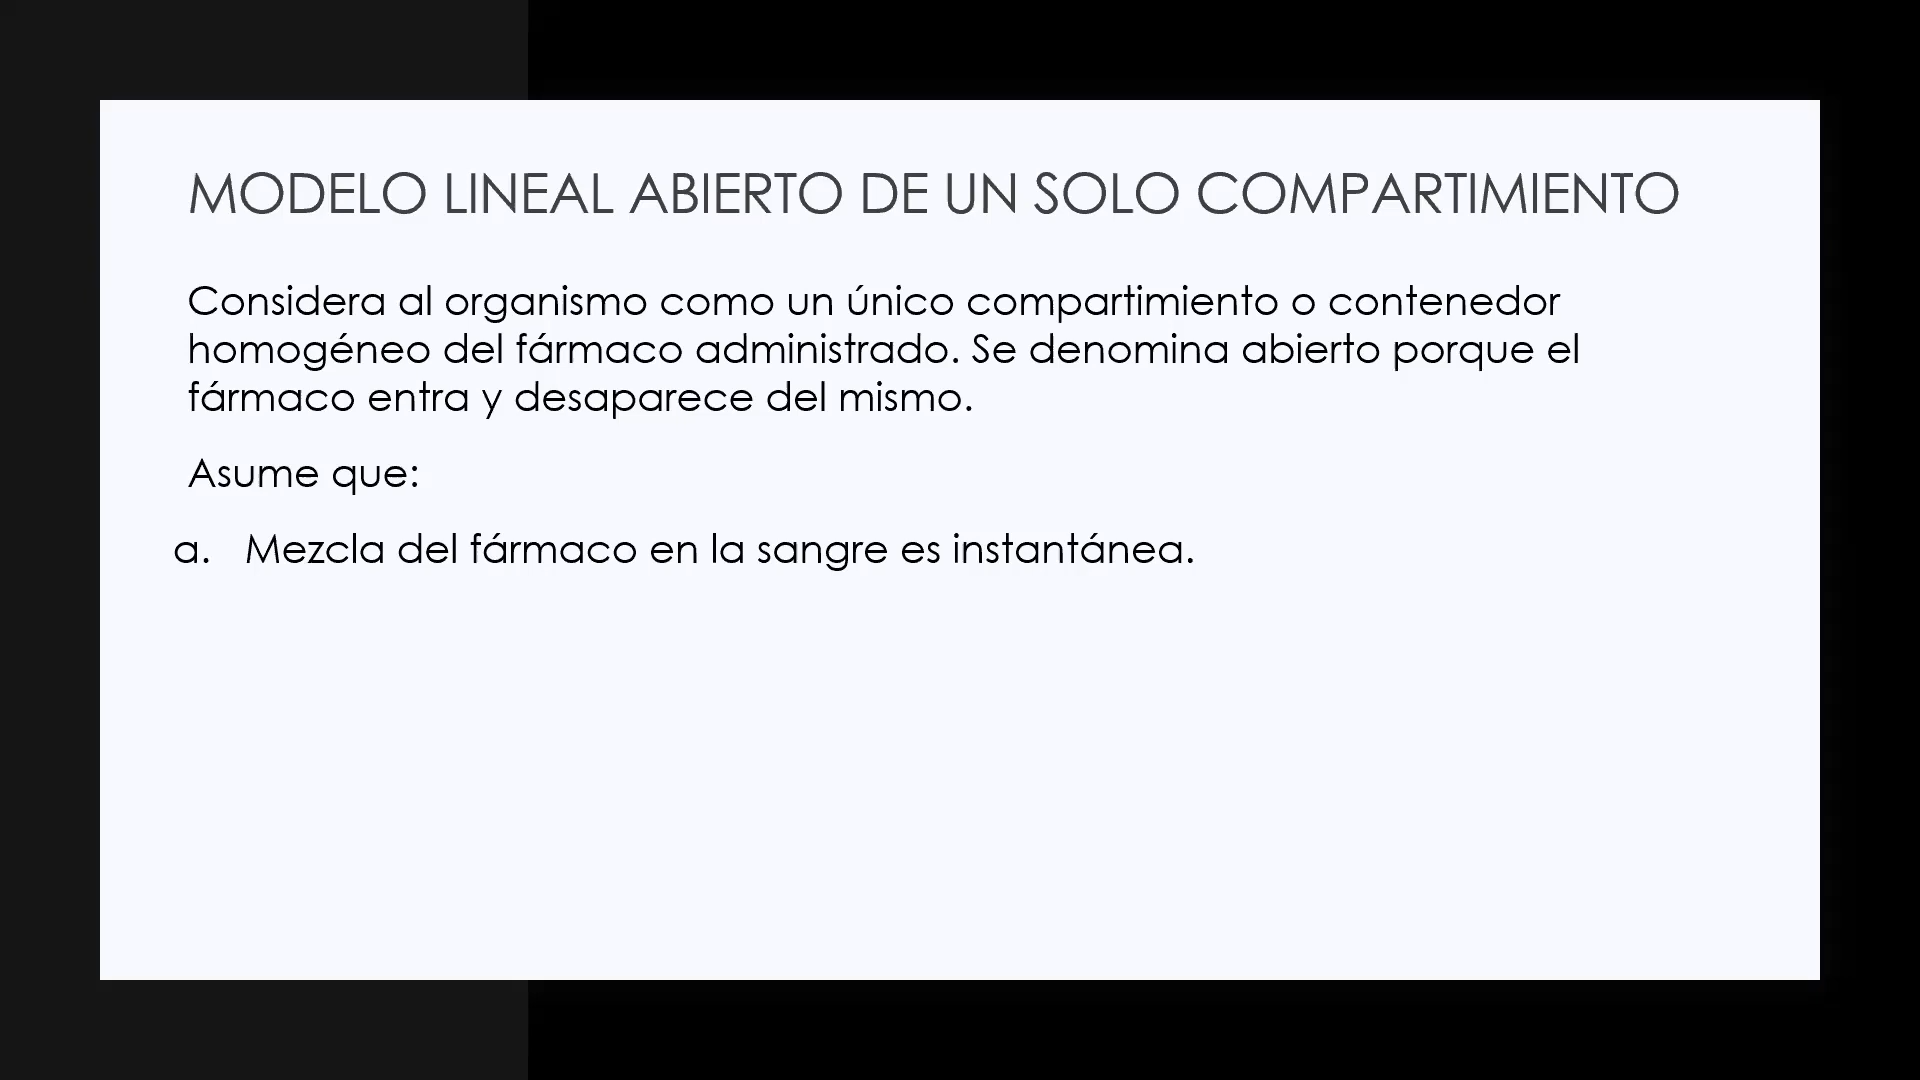 MODELO LINEAL ABIERTO DE UN SOLO COMPARTIMIENTO
Considera al organismo como un único compartimiento o contenedor
homogéneo del fármaco administrado. Se denomina abierto porque el
fármaco entra y desaparece del mismo.
Asume que:
a. Mezcla del fármaco en la sangre es instantánea.